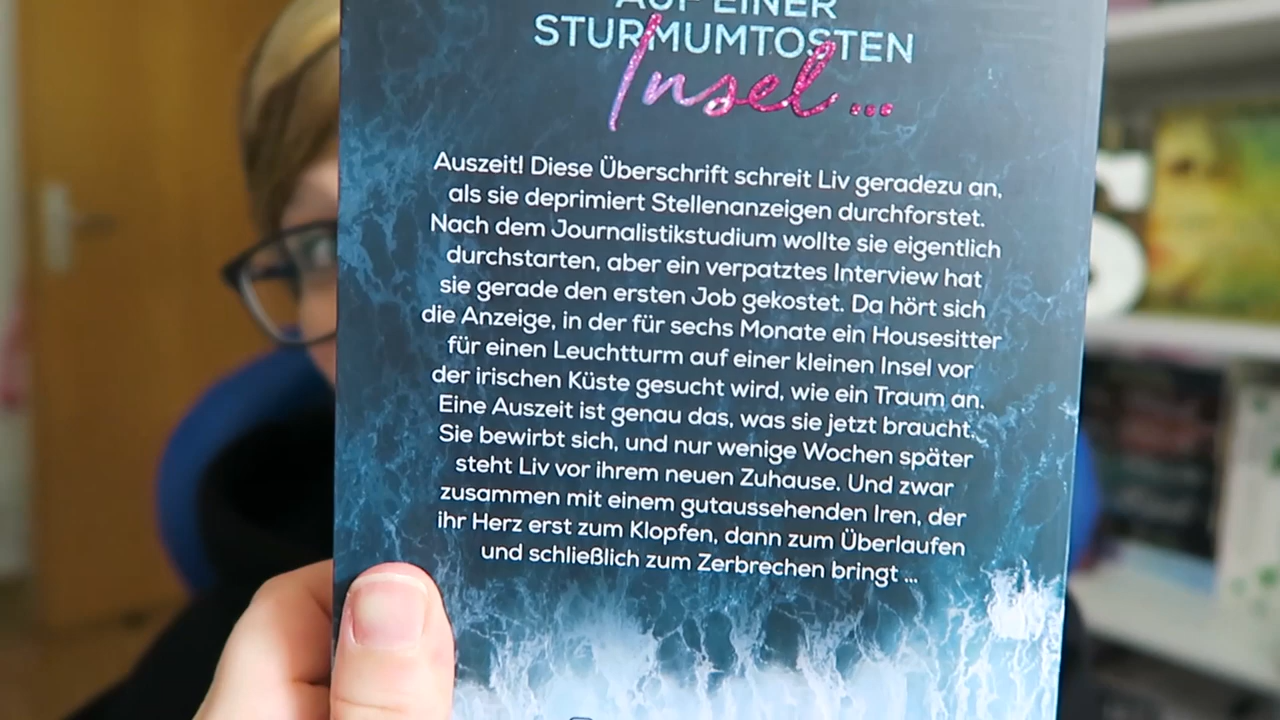 AUF EINER
STURMUMTOSTEN
Insel ...
Auszeit! Diese Überschrift schreit Liv geradezu an,
als sie deprimiert Stellenanzeigen durchforstet.
Nach dem Journalistikstudium wollte sie eigentlich
durchstarten, aber ein verpatztes Interview hat
sie gerade den ersten Job gekostet. Da hört sich
die Anzeige, in der für sechs Monate ein Housesitter
für einen Leuchtturm auf einer kleinen Insel vor
der irischen Küste gesucht wird, wie ein Traum an.
Eine Auszeit ist genau das, was sie jetzt braucht.
Sie bewirbt sich, und nur wenige Wochen später
steht Liv vor ihrem neuen Zuhause. Und zwar
zusammen mit einem gutaussehenden Iren, der
ihr Herz erst zum Klopfen, dann zum Überlaufen
und schließlich zum Zerbrechen bringt ...